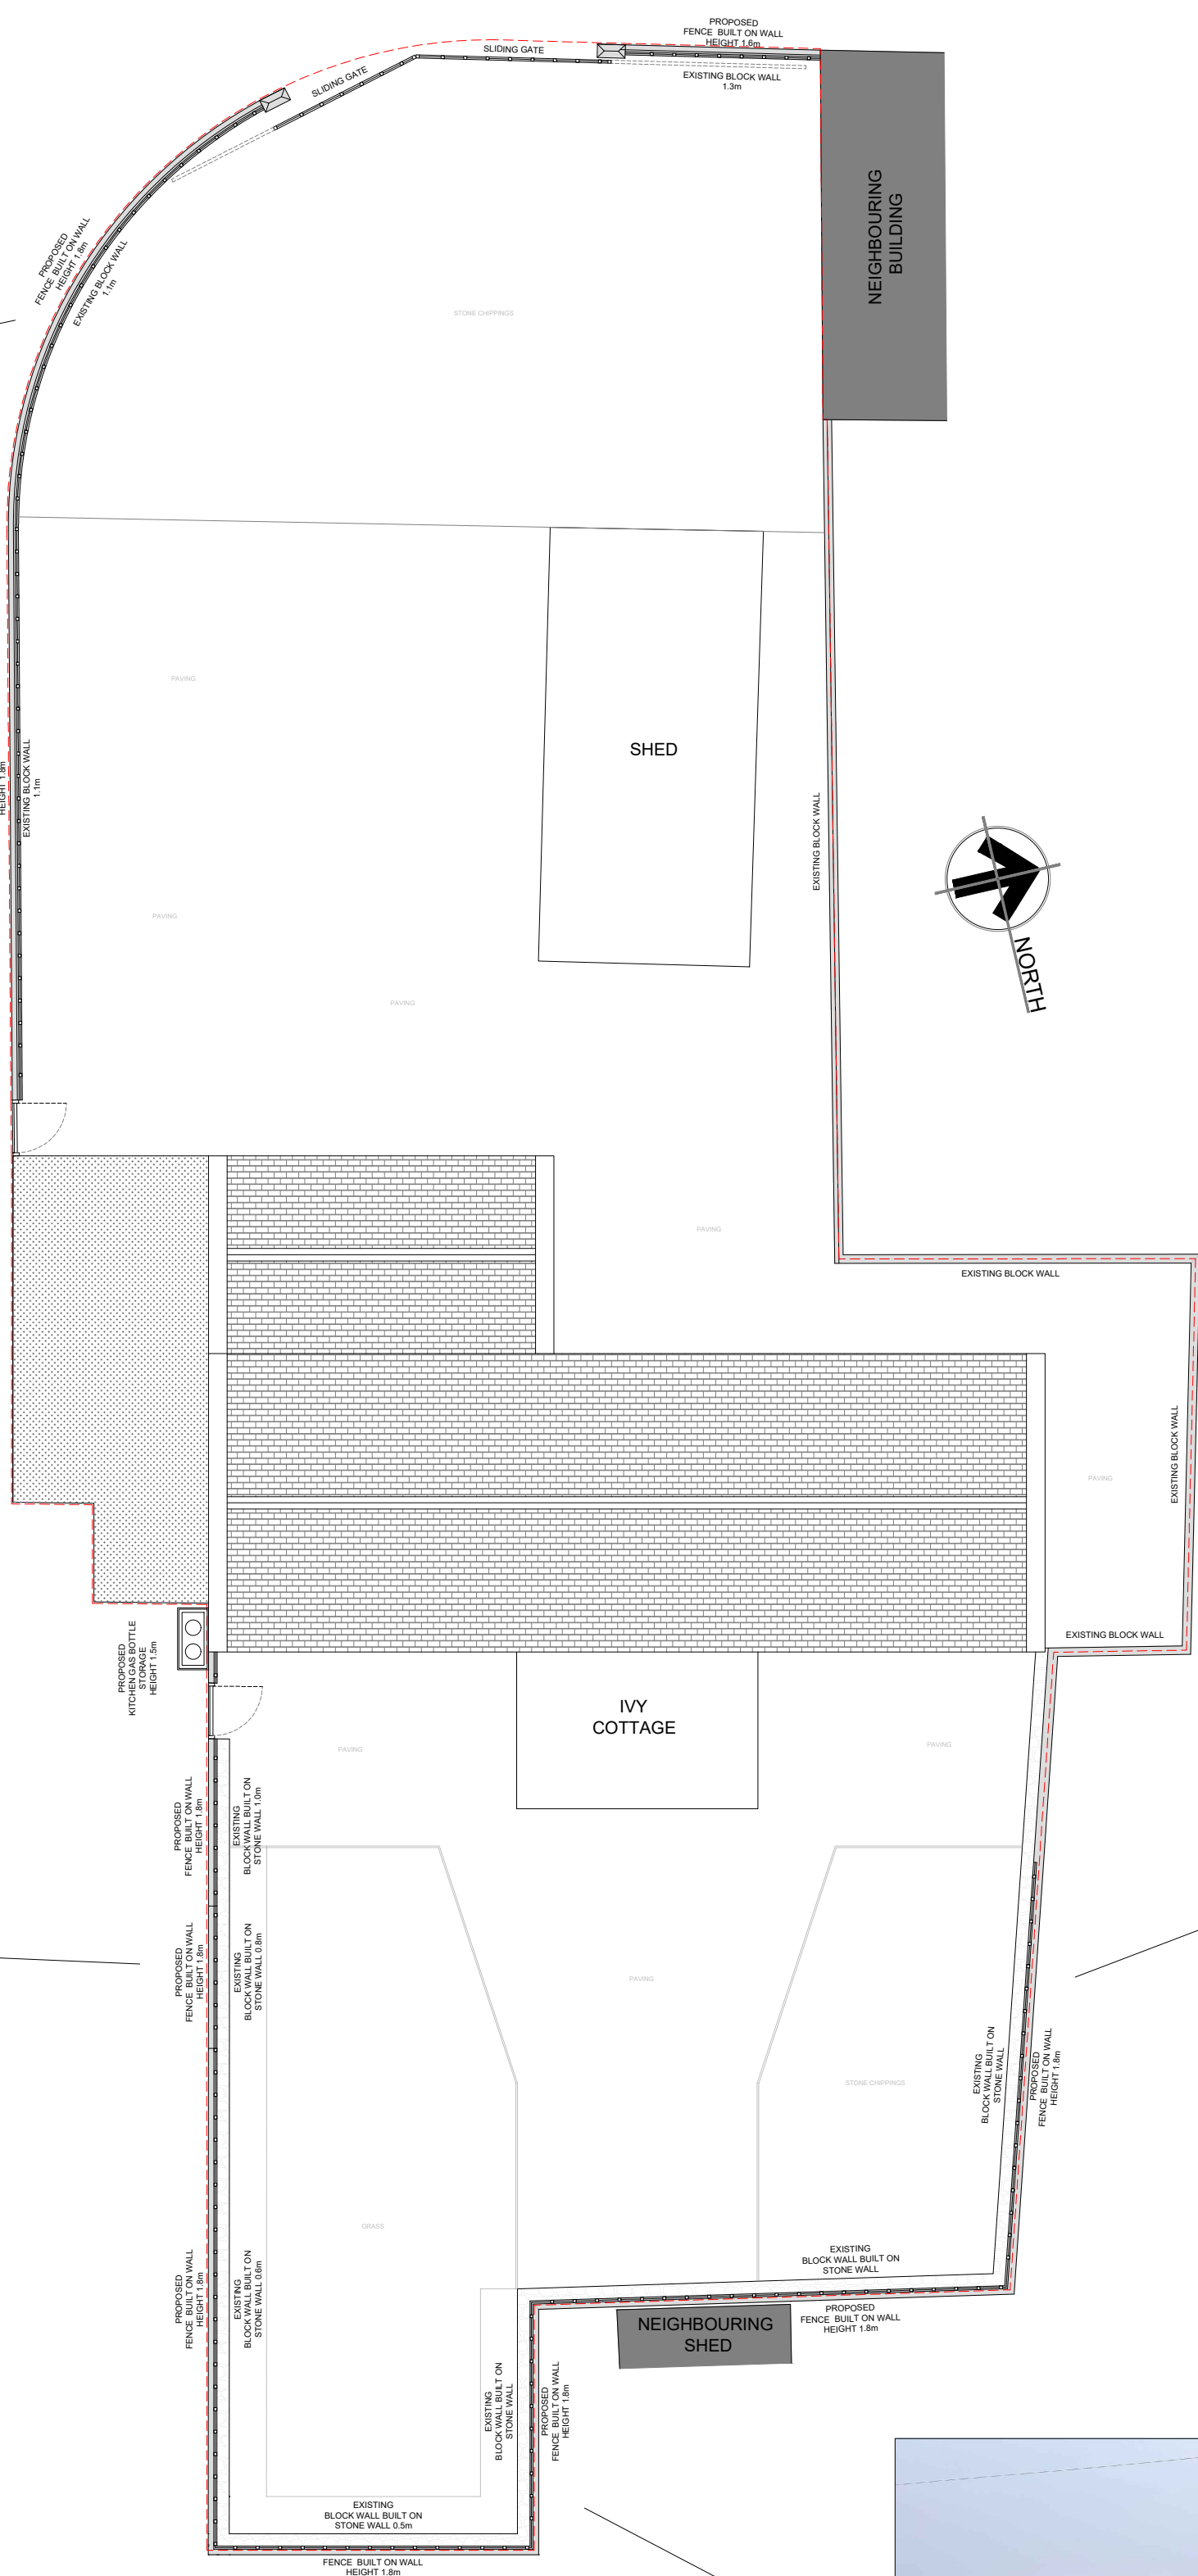 PROPOSED
FENCE BUILT ON WALL
HEIGHT 1.6m
SLIDING GATE
SLIDING GATE
EXISTING BLOCK WALL
1.3m
NEIGHBOURING
BUILDING
PROPOSED
FENCE BUILT ON WALL
HEIGHT 1.8m
EXISTING BLOCK WALL
1.1m
STONE CHIPPINGS
PAVING
SHED
HEIGHT 1.8m
EXISTING BLOCK WALL
1.1m
EXISTING BLOCK WALL
PAVING
NORTH
PAVING
PAVING
EXISTING BLOCK WALL
EXISTING BLOCK WALL
PAVING
EXISTING BLOCK WALL
PROPOSED
KITCHEN GAS BOTTLE
STORAGE
HEIGHT 1.5m
IVY
COTTAGE
PAVING
PAVING
PROPOSED
FENCE BUILT ON WALL
HEIGHT 1.8m
EXISTING
BLOCK WALL BUILT ON
STONE WALL 1.0m
PROPOSED
FENCE BUILT ON WALL
HEIGHT 1.8m
EXISTING
BLOCK WALL BUILT ON
STONE WALL 0.8m
PAVING
STONE CHIPPINGS
EXISTING
BLOCK WALL BUILT ON
STONE WALL
PROPOSED
FENCE BUILT ON WALL
HEIGHT 1.8m
GRASS
PROPOSED
FENCE BUILT ON WALL
HEIGHT 1.8m
EXISTING
BLOCK WALL BUILT ON
STONE WALL 0.6m
EXISTING
BLOCK WALL BUILT ON
STONE WALL
NEIGHBOURING
SHED
PROPOSED
FENCE BUILT ON WALL
HEIGHT 1.8m
EXISTING
BLOCK WALL BUILT ON
STONE WALL
PROPOSED
FENCE BUILT ON WALL
HEIGHT 1.8m
EXISTING
BLOCK WALL BUILT ON
STONE WALL 0.5m
FENCE BUILT ON WALL
HEIGHT 1.8m